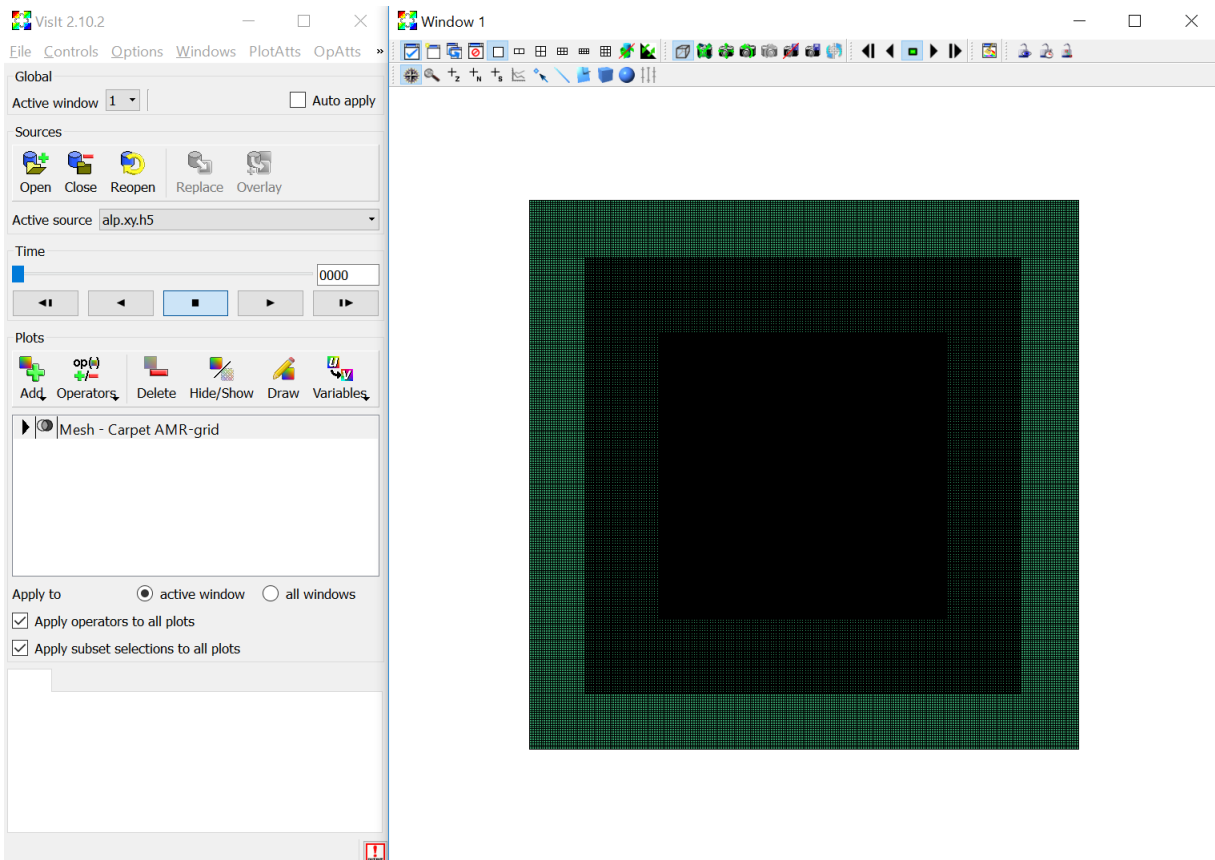 VisIt 2.10.2
File Controls Options Windows PlotAtts OpAtts »
Global
Active window 1
Auto apply
Sources
Open Close Reopen Replace Overlay
Active source alp.xy.h5
Time
0000
Plots
op(=)
+/-
Add Operators Delete Hide/Show Draw Variables
Mesh - Carpet AMR-grid
Apply to active window all windows
Apply operators to all plots
Apply subset selections to all plots
Window 1